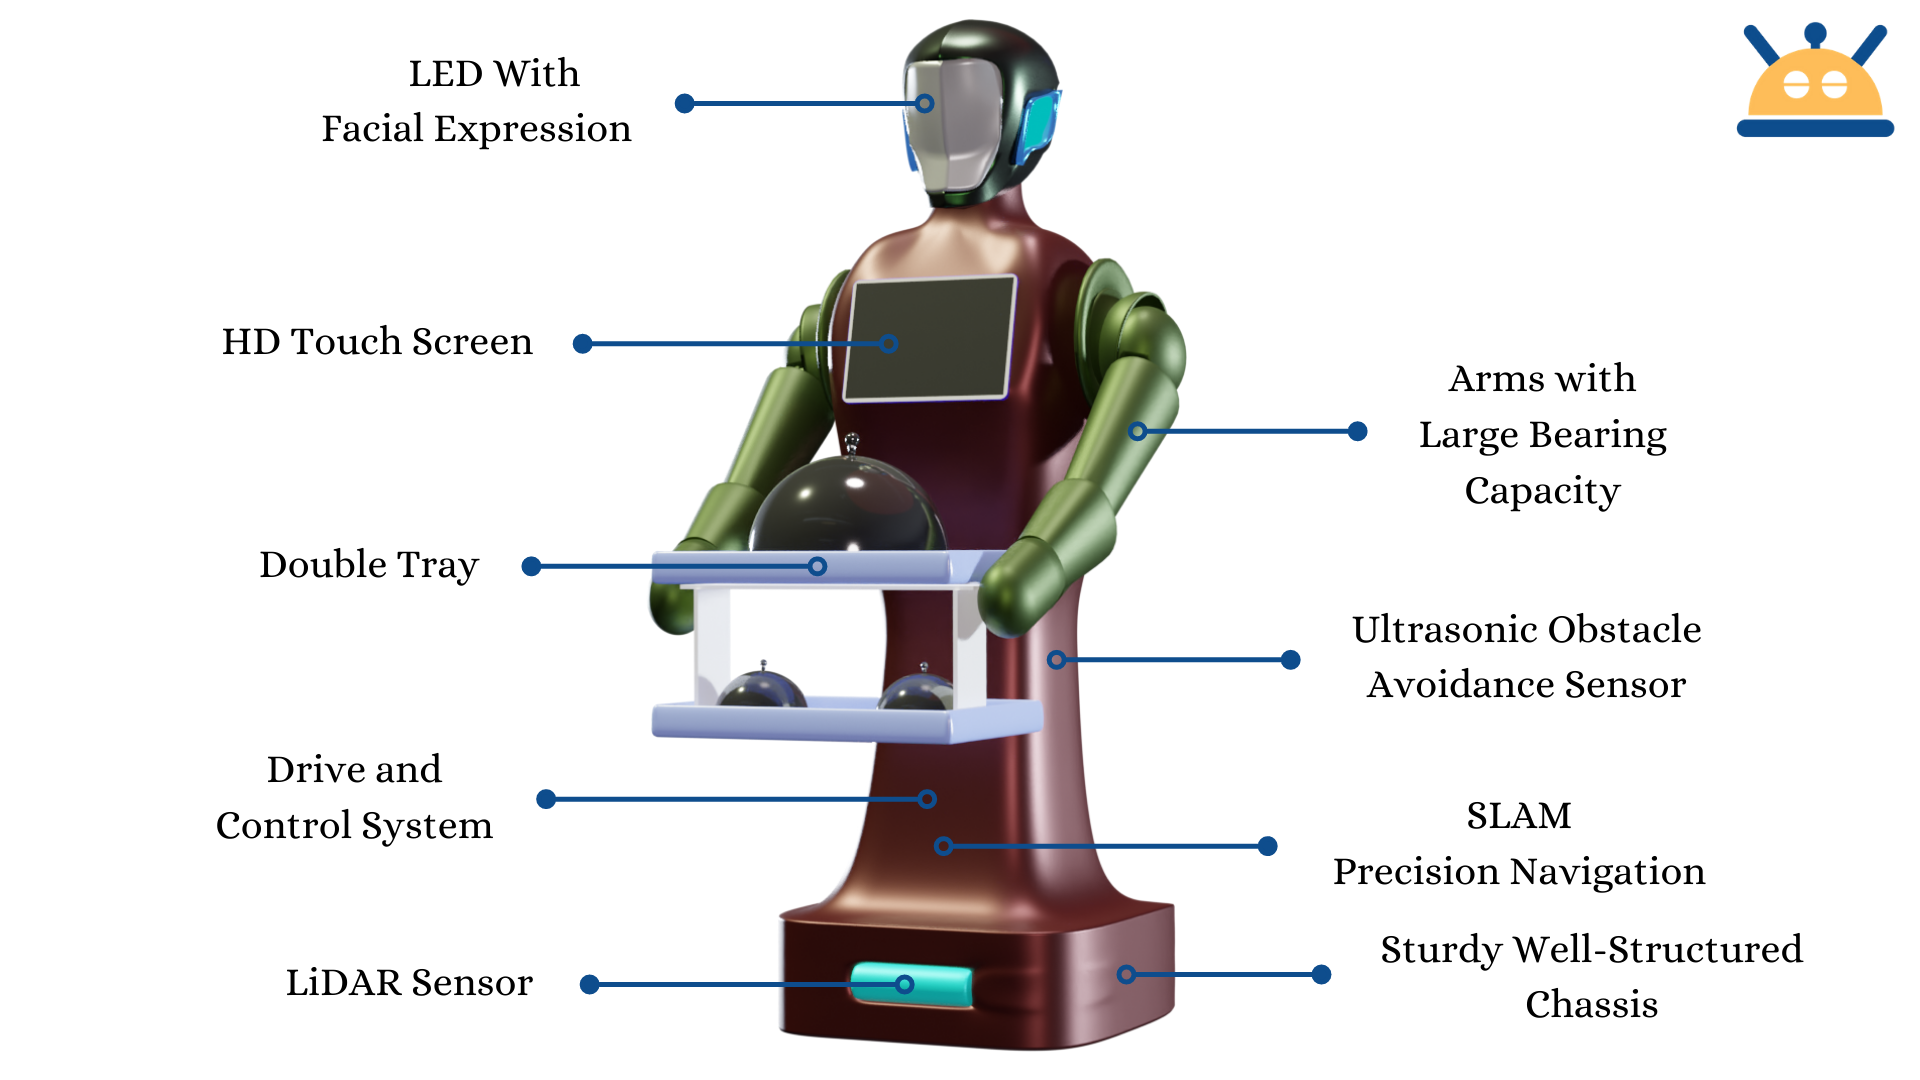 LED With
Facial Expression
HD Touch Screen
Double Tray
Drive and
Control System
LiDAR Sensor
Arms with
Large Bearing
Capacity
Ultrasonic Obstacle
Avoidance Sensor
SLAM
Precision Navigation
Sturdy Well-Structured
Chassis